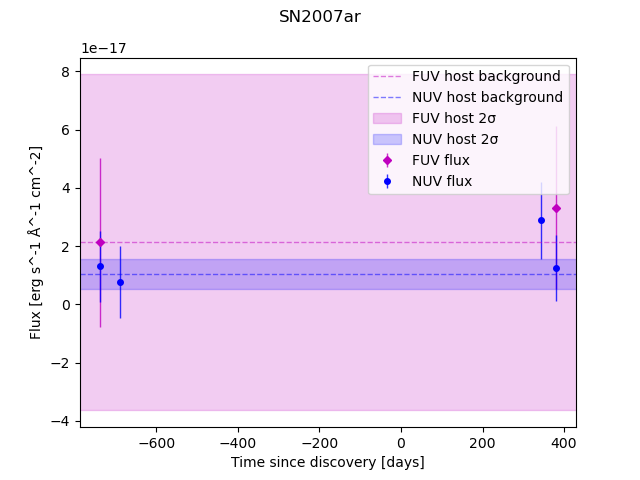 SN2007ar
1e−17
FUV host background
NUV host background
FUV host 2σ
NUV host 2σ
FUV flux
NUV flux
8
6
4
2
0
−2
−4
Flux [erg s^-1 Å^-1 cm^-2]
−600
−400
−200
0
200
400
Time since discovery [days]